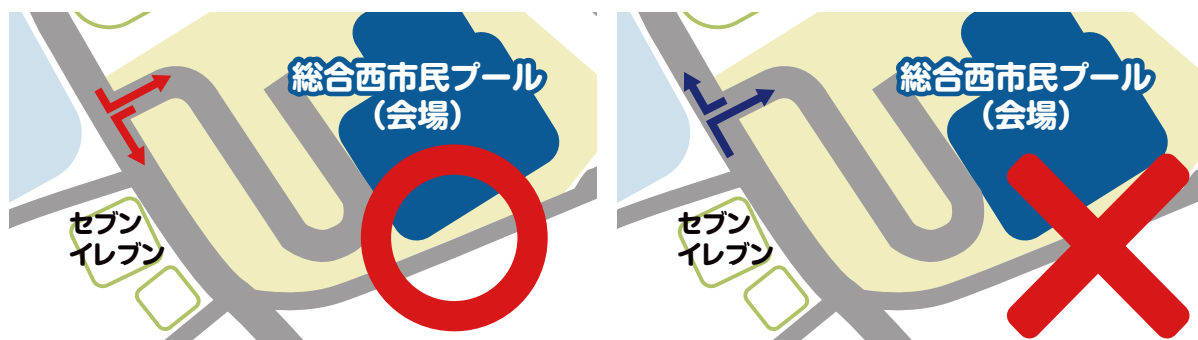 総合西市民プール
（会場）
セブン
イレブン
総合西市民プール
（会場）
セブン
イレブン